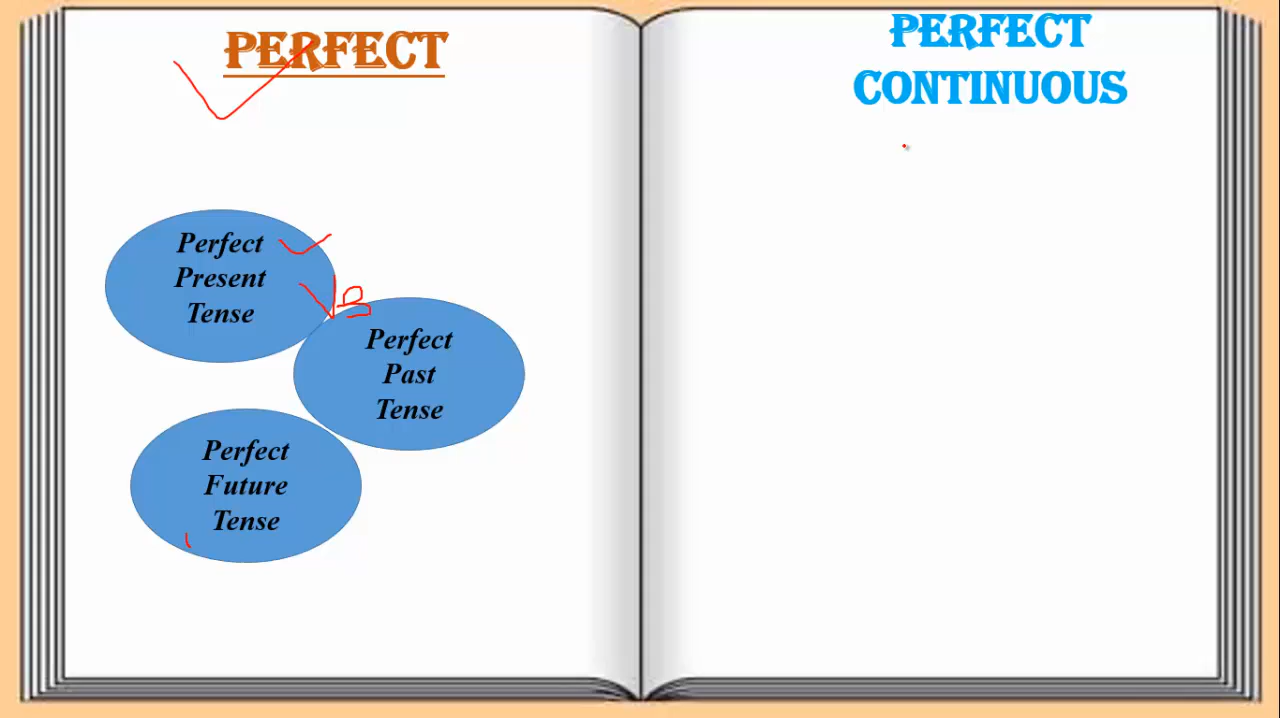 PERFECT
Perfect
Present
Tense
Perfect
Past
Tense
Perfect
Future
Tense
PERFECT
CONTINUOUS